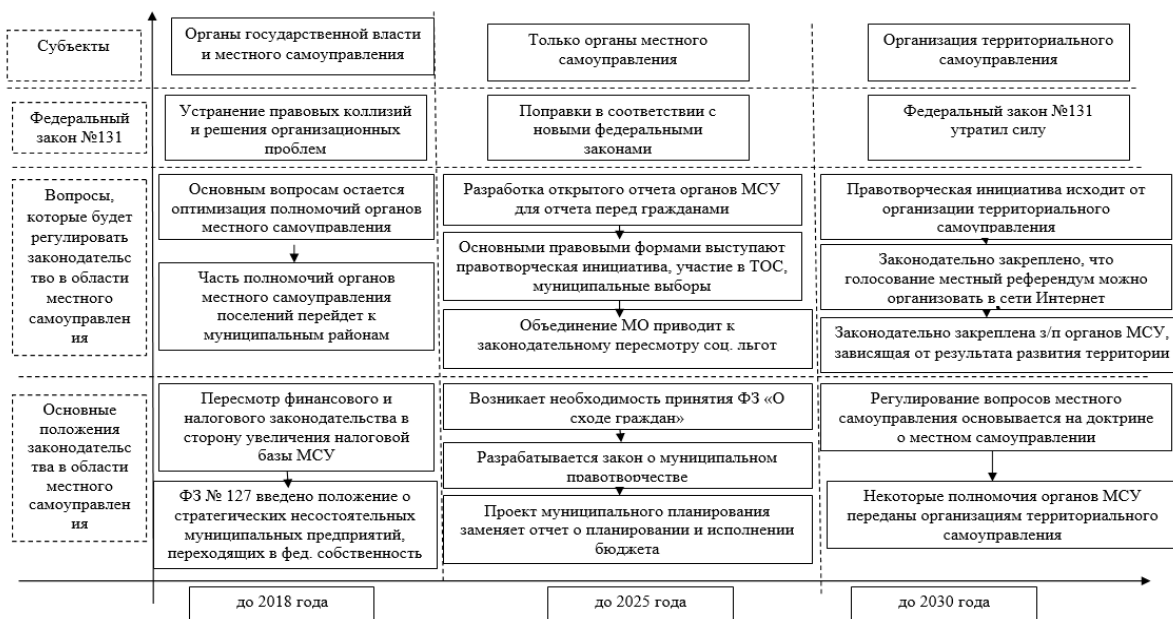 Субъекты
Органы государственной власти
и местного самоуправления
Только органы местного
самоуправления
Организация территориального
самоуправления
Федеральный
закон №131
Устранение правовых коллизий
и решения организационных
проблем
Поправки в соответствии с
новыми федеральными
законами
Федеральный закон №131
утратил силу
Вопросы,
которые будет
регулировать
законодатель
ство в области
местного
самоуправлен
ия
Основным вопросам остается
оптимизация полномочий органов
местного самоуправления
Часть полномочий органов
местного самоуправления
поселений перейдет к
муниципальным районам
Разработка открытого отчета органов МСУ
для отчета перед гражданами
Основными правовыми формами выступают
правотворческая инициатива, участие в ТОС,
муниципальные выборы
Объединение МО приводит к
законодательному пересмотру соц. льгот
Правотворческая инициатива исходит от
организации территориального
самоуправления
Законодательно закреплено, что
голосование местный референдум можно
организовать в сети Интернет
Законодательно закреплена з/п органов МСУ,
зависящая от результата развития территории
Основные
положения
законодатель
ства в области
местного
самоуправлен
ия
Пересмотр финансового и
налогового законодательства в
сторону увеличения налоговой
базы МСУ
ФЗ № 127 введено положение о
стратегических несостоятельных
муниципальных предприятий,
переходящих в фед. собственность
Возникает необходимость принятия ФЗ «О
сходе граждан»
Разрабатывается закон о муниципальном
правотворчестве
Проект муниципального планирования
заменяет отчет о планировании и исполнении
бюджета
Регулирование вопросов местного
самоуправления основывается на доктрине
о местном самоуправлении
Некоторые полномочия органов МСУ
переданы организациям территориального
самоуправления
до 2018 года
до 2025 года
до 2030 года